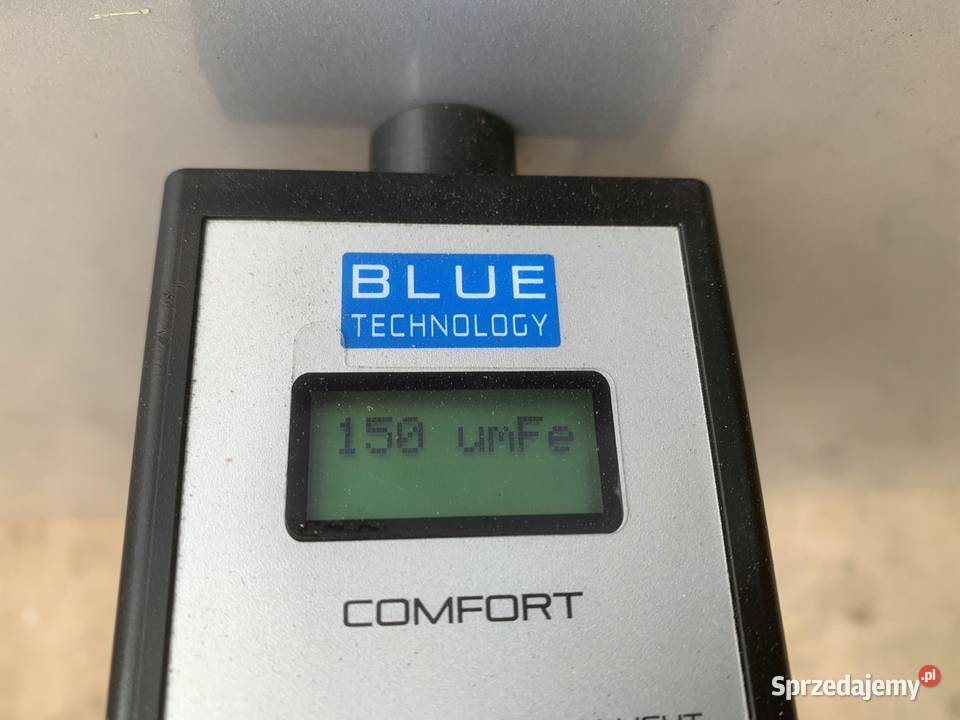 BLUE
TECHNOLOGY
150 umFe
COMFORT
Sprzedajemy.pl